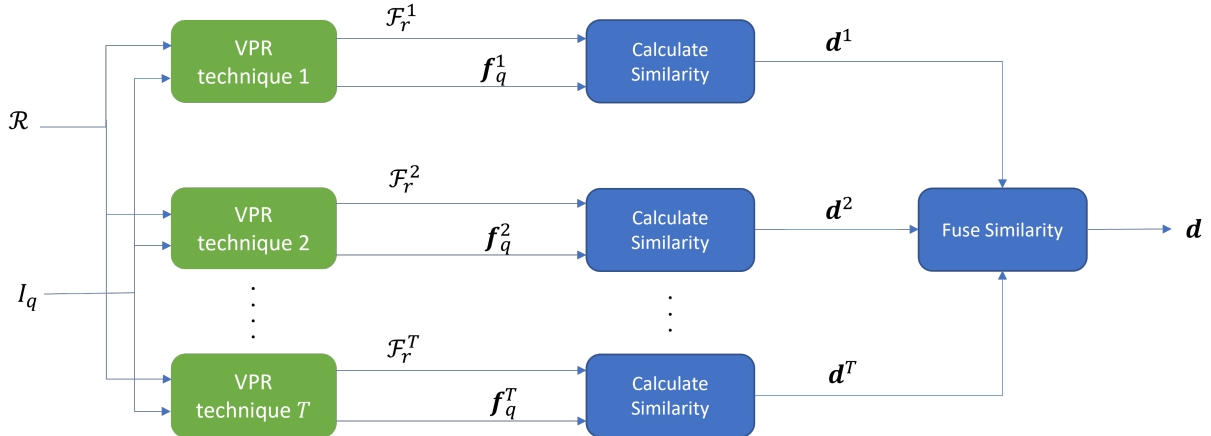 VPR
technique 1
𝓕_r^1
𝒇_q^1
Calculate
Similarity
𝒅^1
ℛ
VPR
technique 2
𝓕_r^2
𝒇_q^2
Calculate
Similarity
𝒅^2
Fuse Similarity
𝒅
I_q
VPR
technique T
𝓕_r^T
𝒇_q^T
Calculate
Similarity
𝒅^T